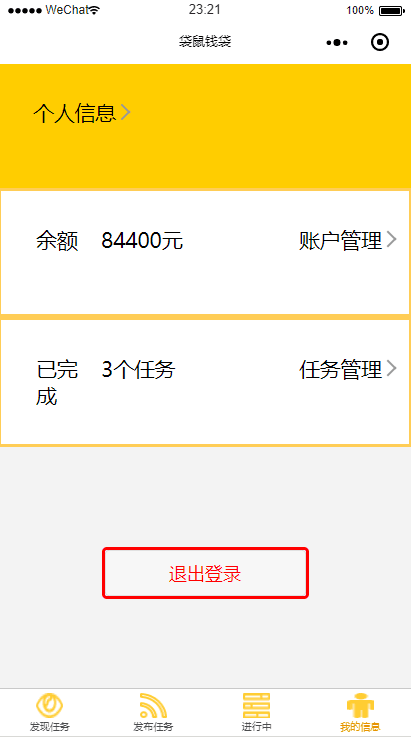 WeChat 23:21 100%
袋鼠钱袋
个人信息
余额 84400元 账户管理
已完成 3个任务 任务管理
退出登录
发现任务 发布任务 进行中 我的信息